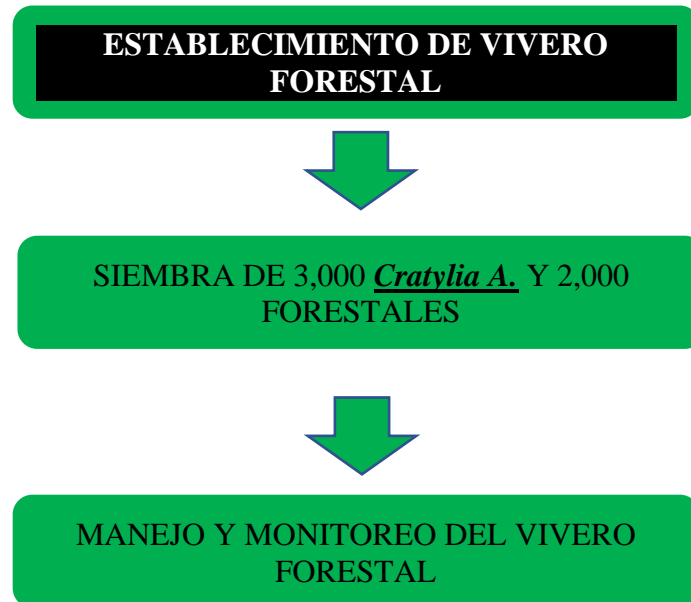 ESTABLECIMIENTO DE VIVERO
FORESTAL
SIEMBRA DE 3,000 Cratylia A. Y 2,000
FORESTALES
MANEJO Y MONITOREO DEL VIVERO
FORESTAL